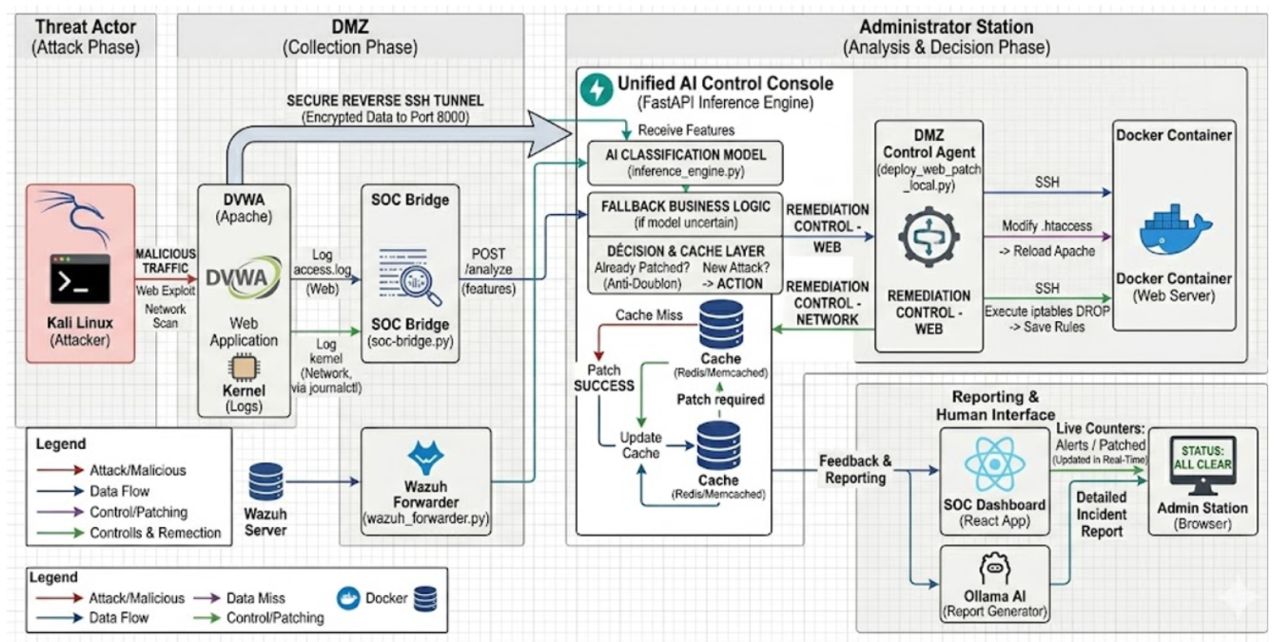 Threat Actor
(Attack Phase)
DMZ
(Collection Phase)
Administrator Station
(Analysis & Decision Phase)
SECURE REVERSE SSH TUNNEL
(Encrypted Data to Port 8000)
Unified AI Control Console
(FastAPI Inference Engine)
Receive Features
AI CLASSIFICATION MODEL
(inference_engine.py)
FALLBACK BUSINESS LOGIC
(if model uncertain)
DÉCISION & CACHE LAYER
Already Patched?
(Anti-Doublon)
New Attack?
-> ACTION
Kali Linux
(Attacker)
MALICIOUS
TRAFFIC
Web Exploit
Network
Scan
DVWA
(Apache)
DVWA
Web
Application
Kernel
(Logs)
Log
access.log
(Web)
Log
kernel
(Network,
via journalctl)
SOC Bridge
SOC Bridge
(soc-bridge.py)
POST
/analyze
(features)
REMEDIATION
CONTROL -
WEB
REMEDIATION
CONTROL -
NETWORK
DMZ
Control Agent
(deploy_web_patch
_local.py)
REMEDIATION
CONTROL -
WEB
SSH
Modify .htaccess
-> Reload Apache
SSH
Execute iptables DROP
-> Save Rules
Docker Container
Docker Container
(Web Server)
Cache Miss
Patch
SUCCESS
Cache
(Redis/Memcached)
Patch required
Update
Cache
Cache
(Redis/Memcached)
Legend
Attack/Malicious
Data Flow
Control/Patching
Controlls & Remection
Wazuh
Server
Wazuh
Forwarder
(wazuh_forwarder.py)
Feedback &
Reporting
Reporting &
Human Interface
SOC Dashboard
(React App)
Live Counters:
Alerts / Patched
(Updated in Real-Time)
Detailed
Incident
Report
STATUS:
ALL CLEAR
Admin Station
(Browser)
Ollama AI
(Report Generator)
Legend
Attack/Malicious
Data Flow
Data Miss
Control/Patching
Docker